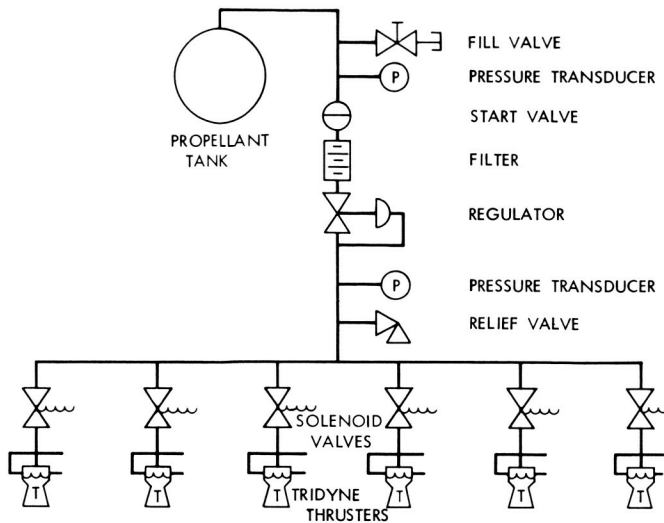 FILL VALVE
P
PRESSURE TRANSDUCER
START VALVE
PROPELLANT
TANK
FILTER
REGULATOR
P
PRESSURE TRANSDUCER
RELIEF VALVE
SOLENOID
VALVES
T
T
T
T
T
T
TRIDYNE
THRUSTERS